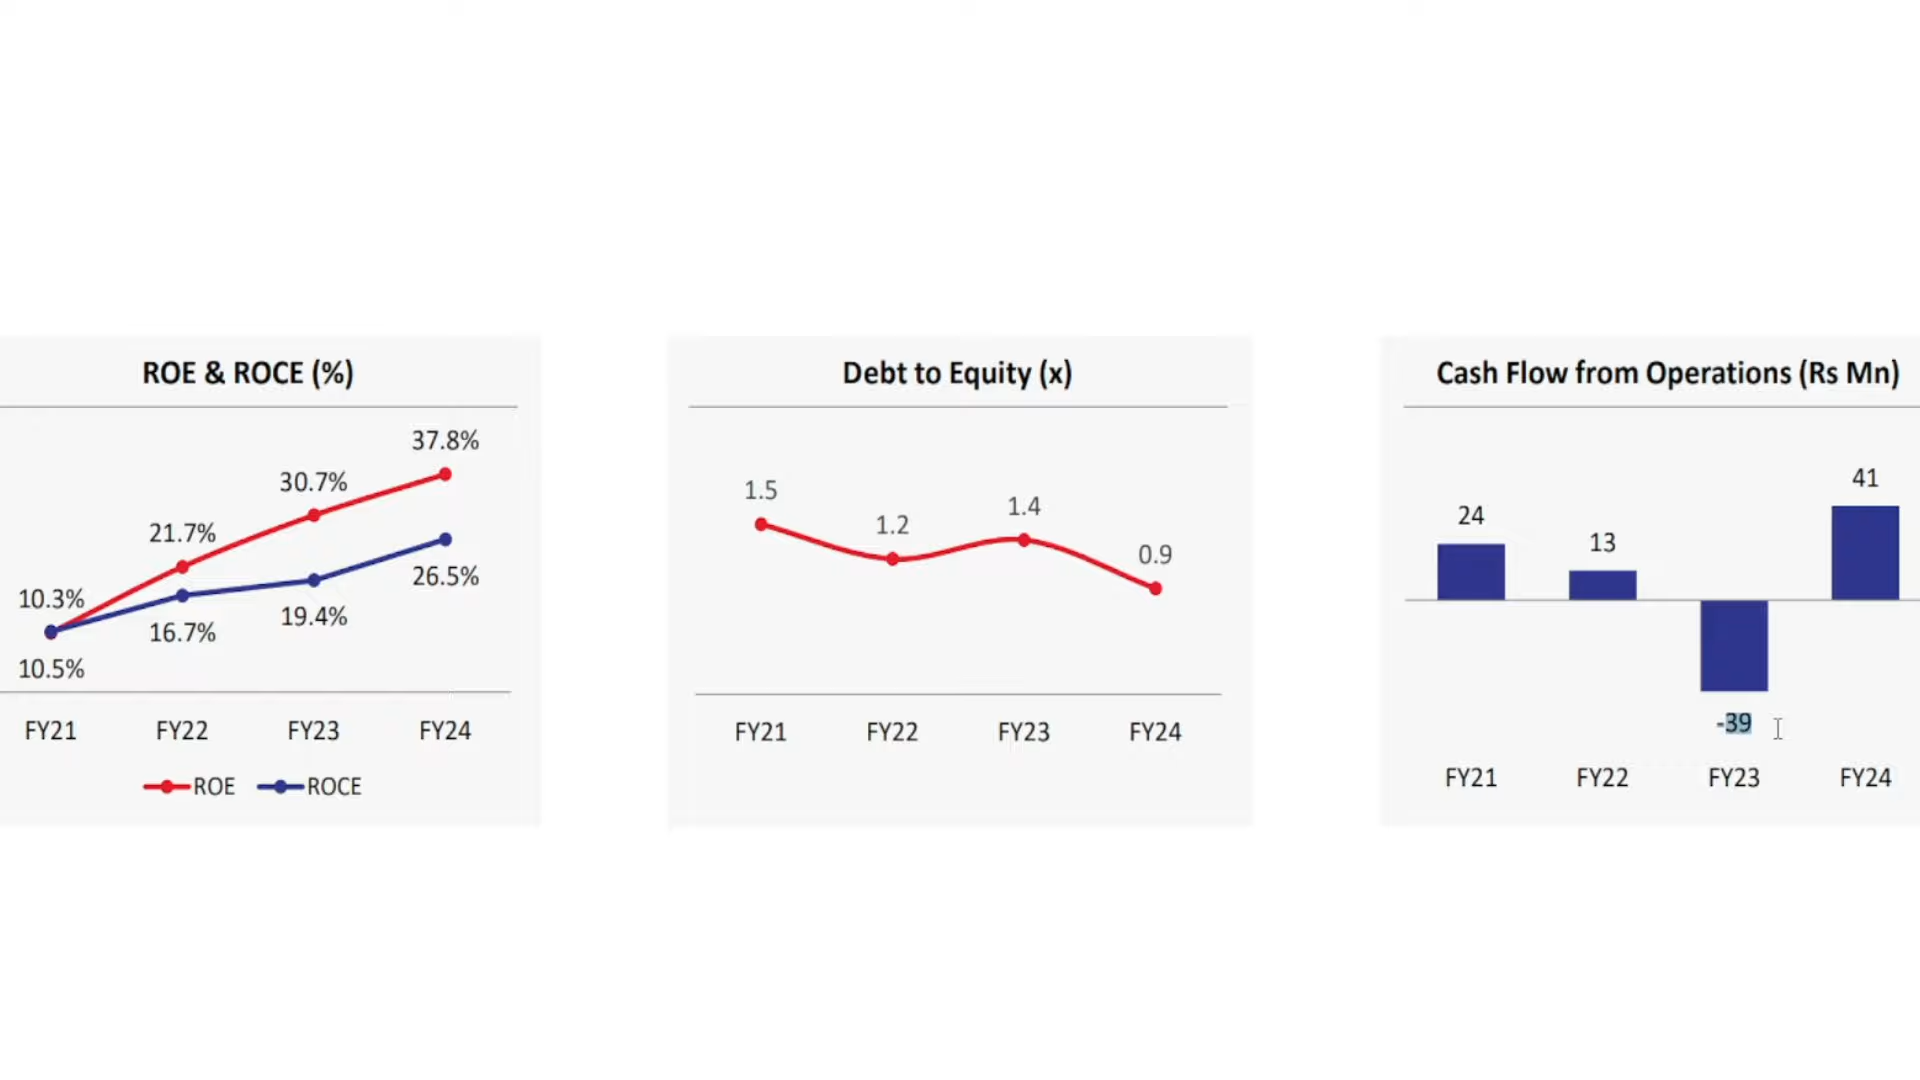 ROE & ROCE (%)
37.8%
30.7%
21.7%
10.3%
26.5%
19.4%
16.7%
10.5%
FY21 FY22 FY23 FY24
ROE ROCE
Debt to Equity (x)
1.5
1.2
1.4
0.9
FY21 FY22 FY23 FY24
Cash Flow from Operations (Rs Mn)
24
13
-39
41
FY21 FY22 FY23 FY24